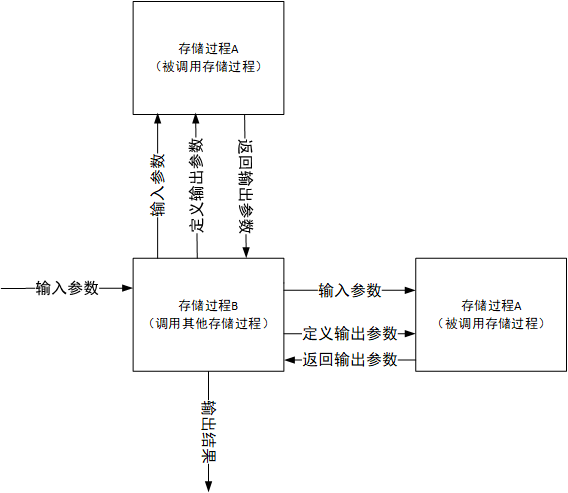 存储过程A
（被调用存储过程）
输入参数
定义输出参数
返回输出参数
输入参数
存储过程B
（调用其他存储过程）
输入参数
定义输出参数
返回输出参数
存储过程A
（被调用存储过程）
输出结果